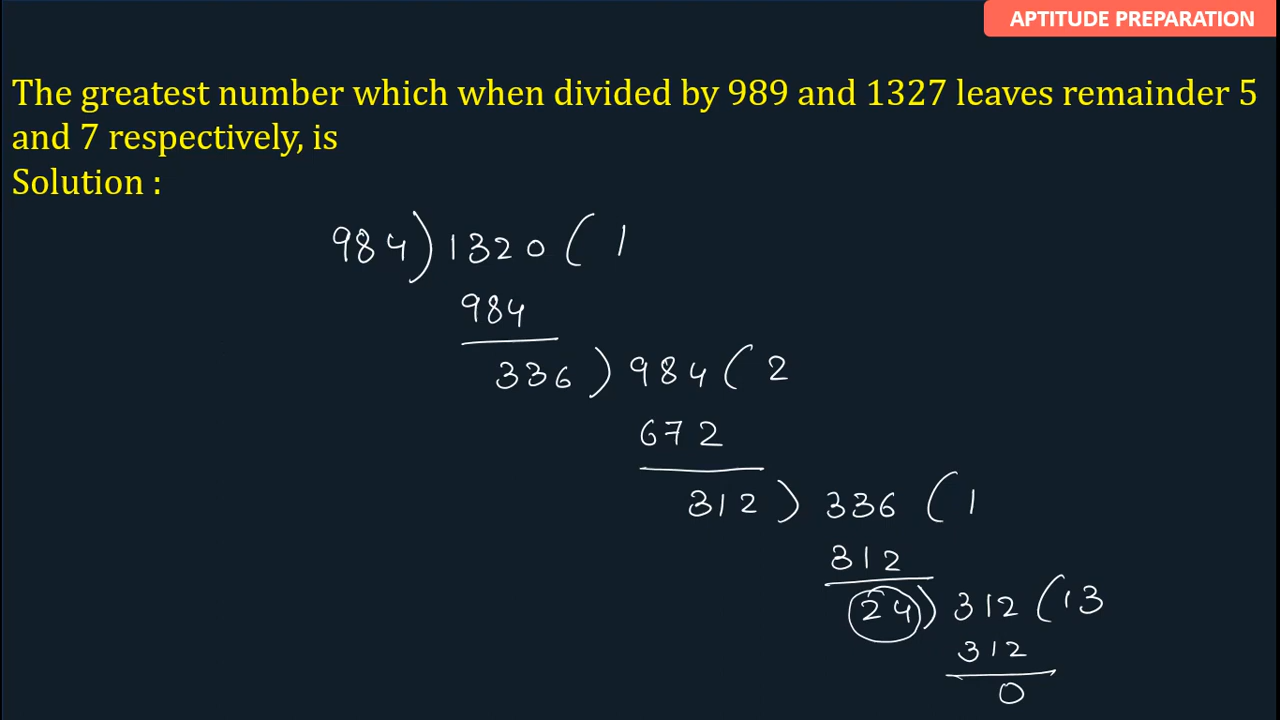 APTITUDE PREPARATION
The greatest number which when divided by 989 and 1327 leaves remainder 5
and 7 respectively, is
Solution :
984 ) 1320 ( 1
984
336 ) 984 ( 2
672
312 ) 336 ( 1
312
24 ) 312 ( 13
312
0